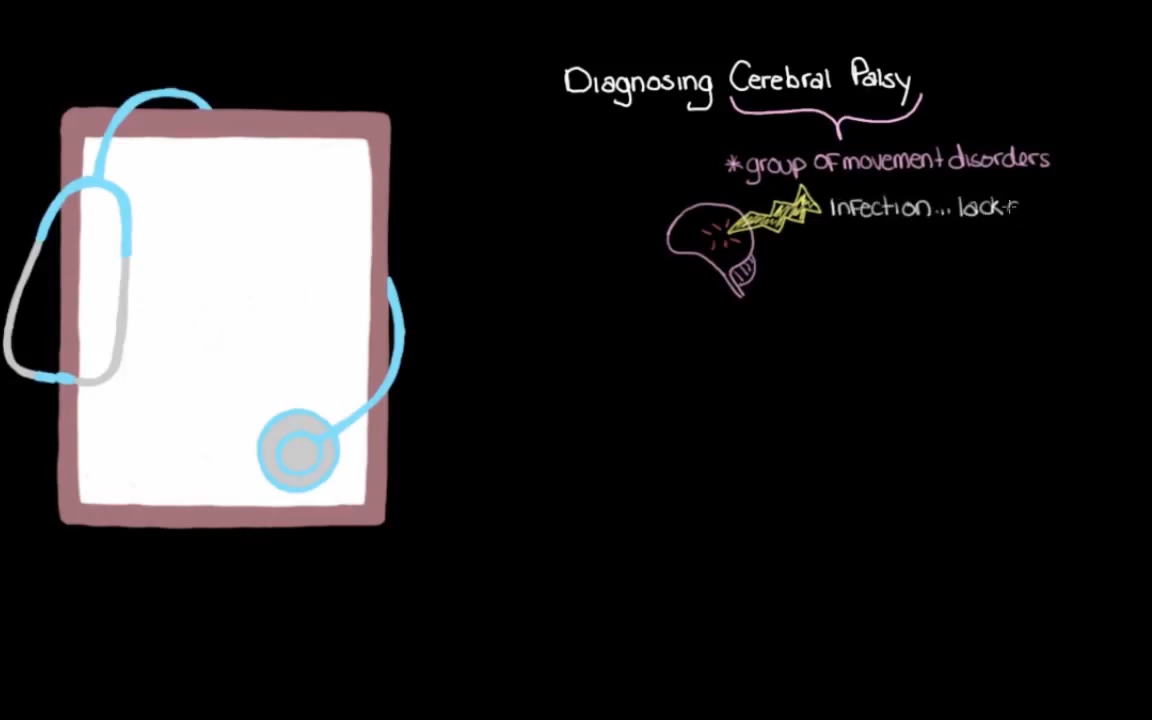 Diagnosing Cerebral Palsy
*group of movement disorders
Infection... lack